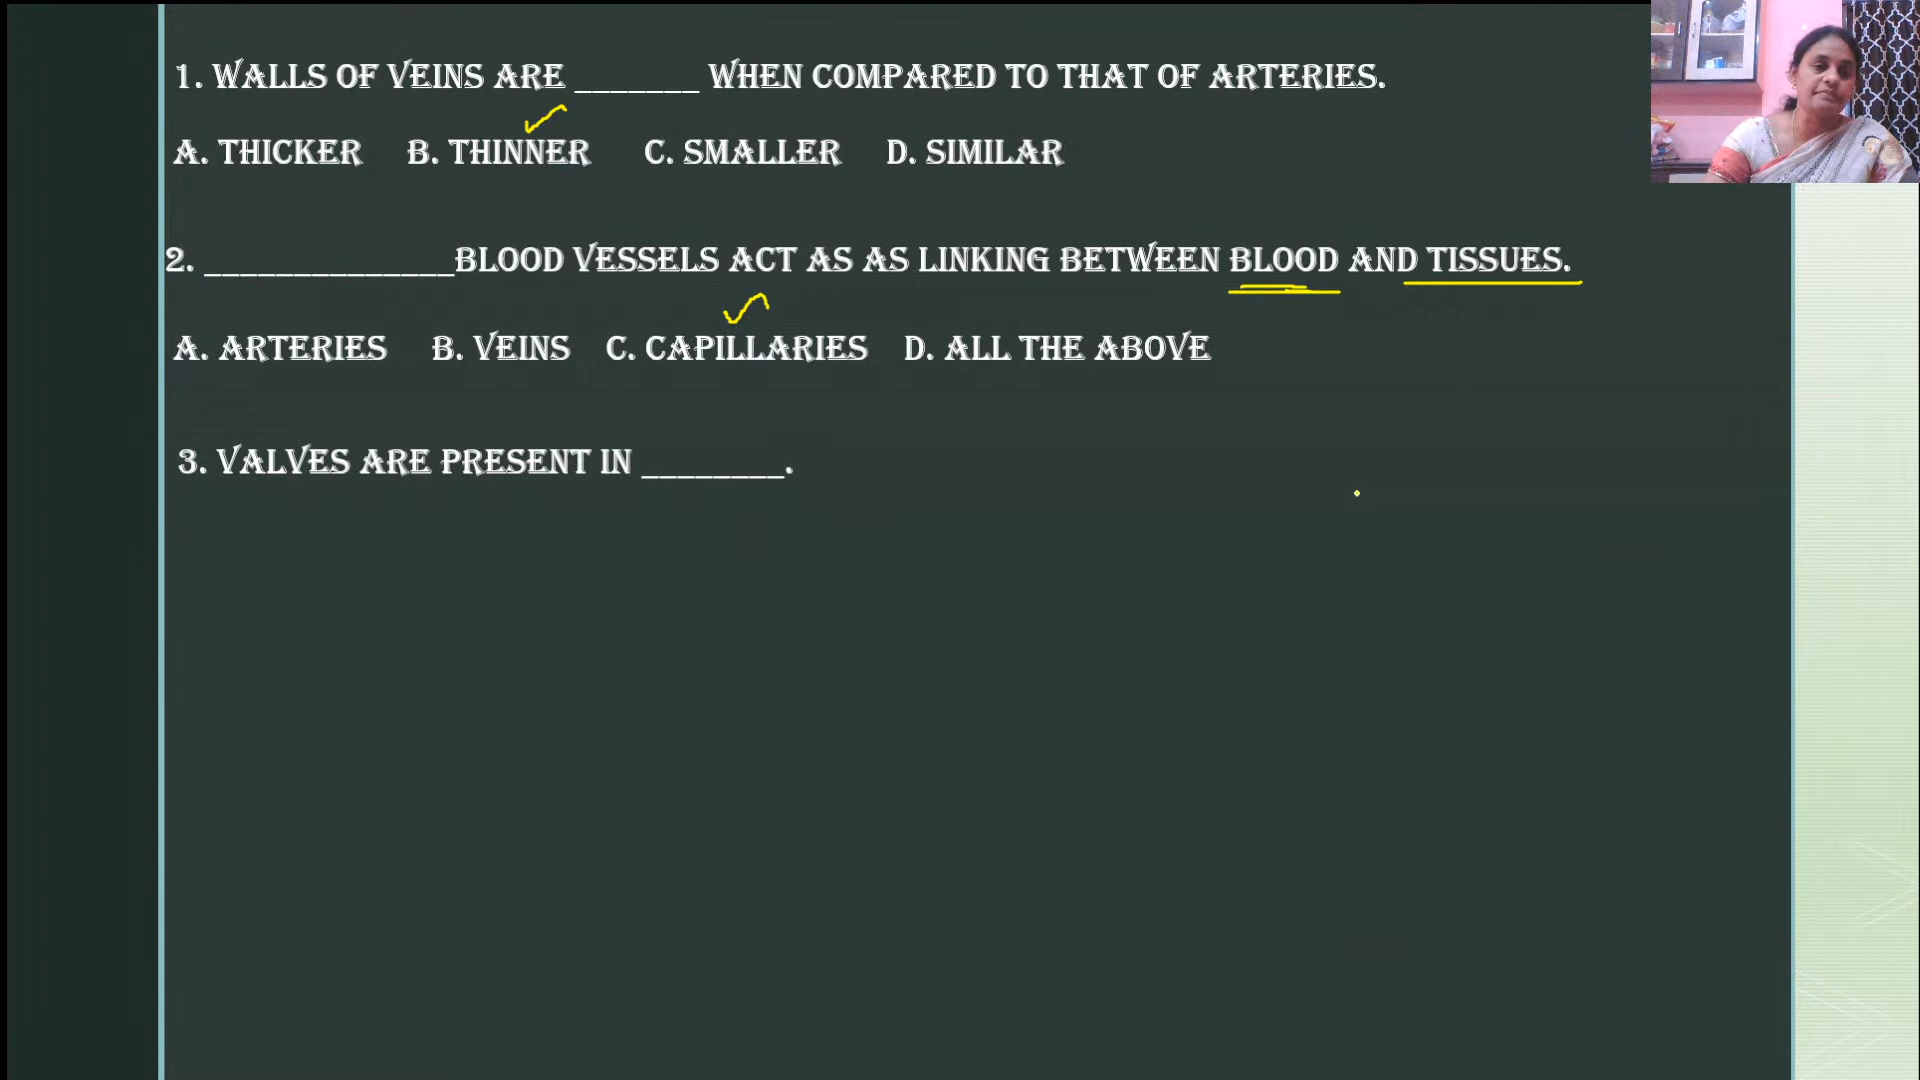 1. WALLS OF VEINS ARE _______ WHEN COMPARED TO THAT OF ARTERIES.
A. THICKER B. THINNER C. SMALLER D. SIMILAR
2. ______________BLOOD VESSELS ACT AS AS LINKING BETWEEN BLOOD AND TISSUES.
A. ARTERIES B. VEINS C. CAPILLARIES D. ALL THE ABOVE
3. VALVES ARE PRESENT IN ________.